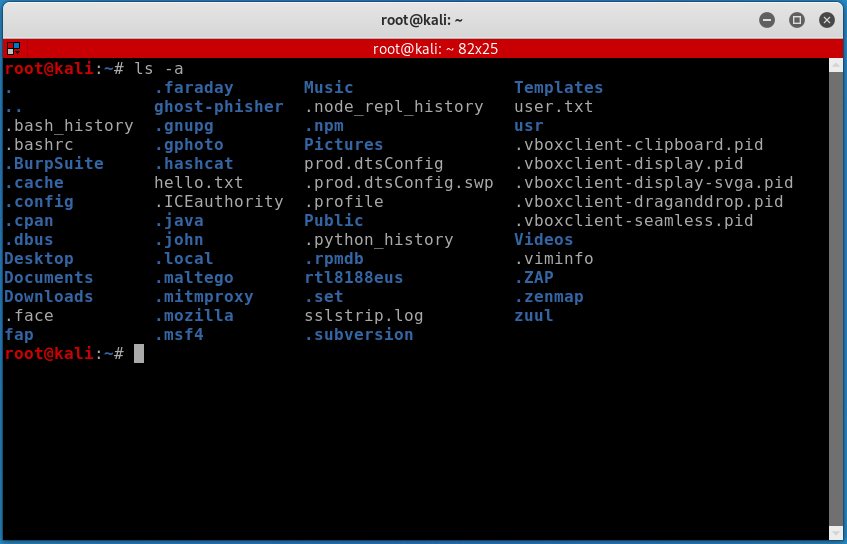 root@kali: ~
root@kali: ~ 82x25
root@kali:~# ls -a
. .faraday Music Templates
.. ghost-phisher .node_repl_history user.txt
.bash_history .gnupg .npm usr
.bashrc .gphoto Pictures .vboxclient-clipboard.pid
.BurpSuite .hashcat prod.dtsConfig .vboxclient-display.pid
.cache hello.txt .prod.dtsConfig.swp .vboxclient-display-svga.pid
.config .ICEauthority .profile .vboxclient-draganddrop.pid
.cpan .java Public .vboxclient-seamless.pid
.dbus .john .python_history Videos
Desktop .local .rpmdb .viminfo
Documents .maltego rtl8188eus .ZAP
Downloads .mitmproxy .set .zenmap
.face .mozilla sslstrip.log zuul
fap .msf4 .subversion
root@kali:~#